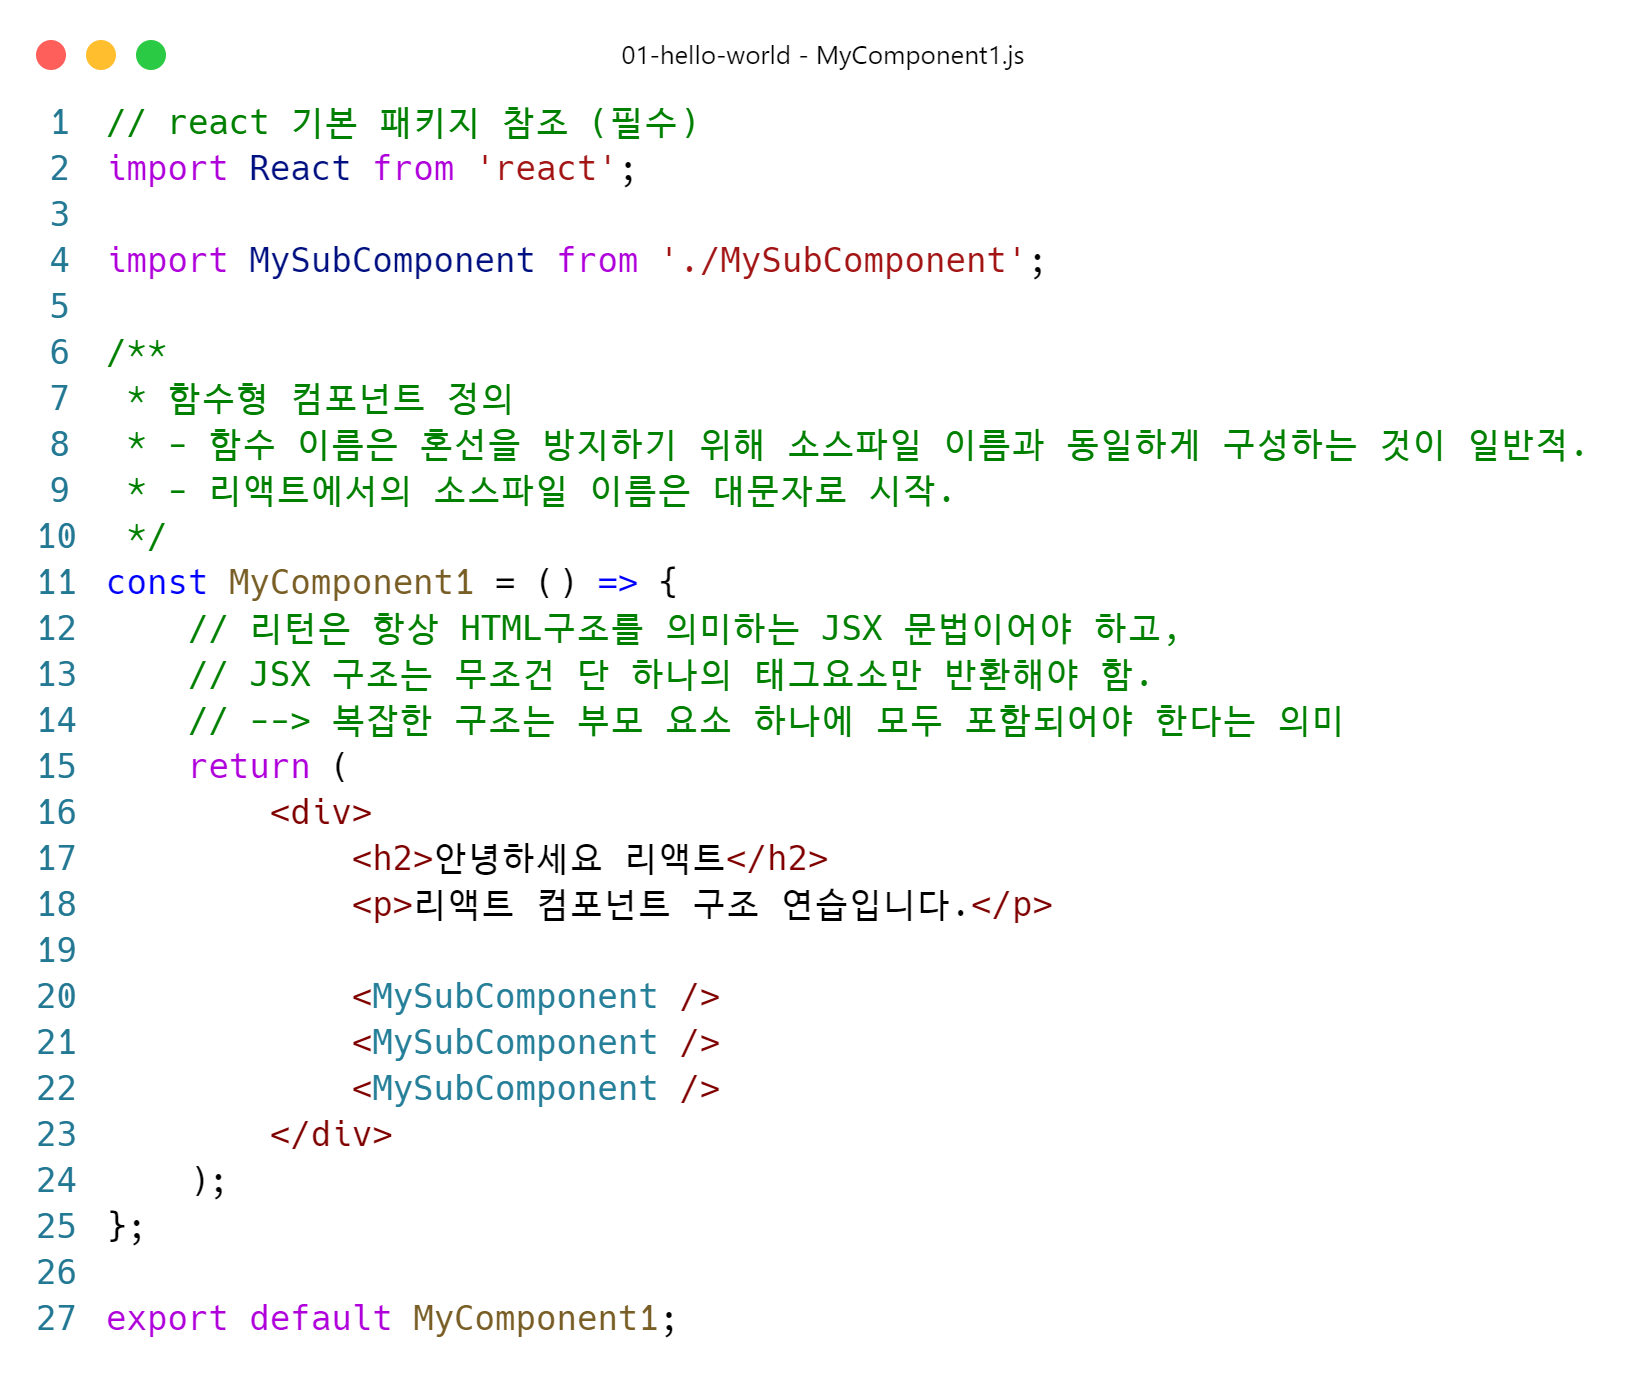 01-hello-world - MyComponent1.js
1 // react 기본 패키지 참조 (필수)
2 import React from 'react';
3
4 import MySubComponent from './MySubComponent';
5
6 /**
7  * 함수형 컴포넌트 정의
8  * - 함수 이름은 혼선을 방지하기 위해 소스파일 이름과 동일하게 구성하는 것이 일반적.
9  * - 리액트에서의 소스파일 이름은 대문자로 시작.
10  */
11 const MyComponent1 = () => {
12     // 리턴은 항상 HTML구조를 의미하는 JSX 문법이어야 하고,
13     // JSX 구조는 무조건 단 하나의 태그요소만 반환해야 함.
14     // --> 복잡한 구조는 부모 요소 하나에 모두 포함되어야 한다는 의미
15     return (
16         <div>
17             <h2>안녕하세요 리액트</h2>
18             <p>리액트 컴포넌트 구조 연습입니다.</p>
19
20             <MySubComponent />
21             <MySubComponent />
22             <MySubComponent />
23         </div>
24     );
25 };
26
27 export default MyComponent1;